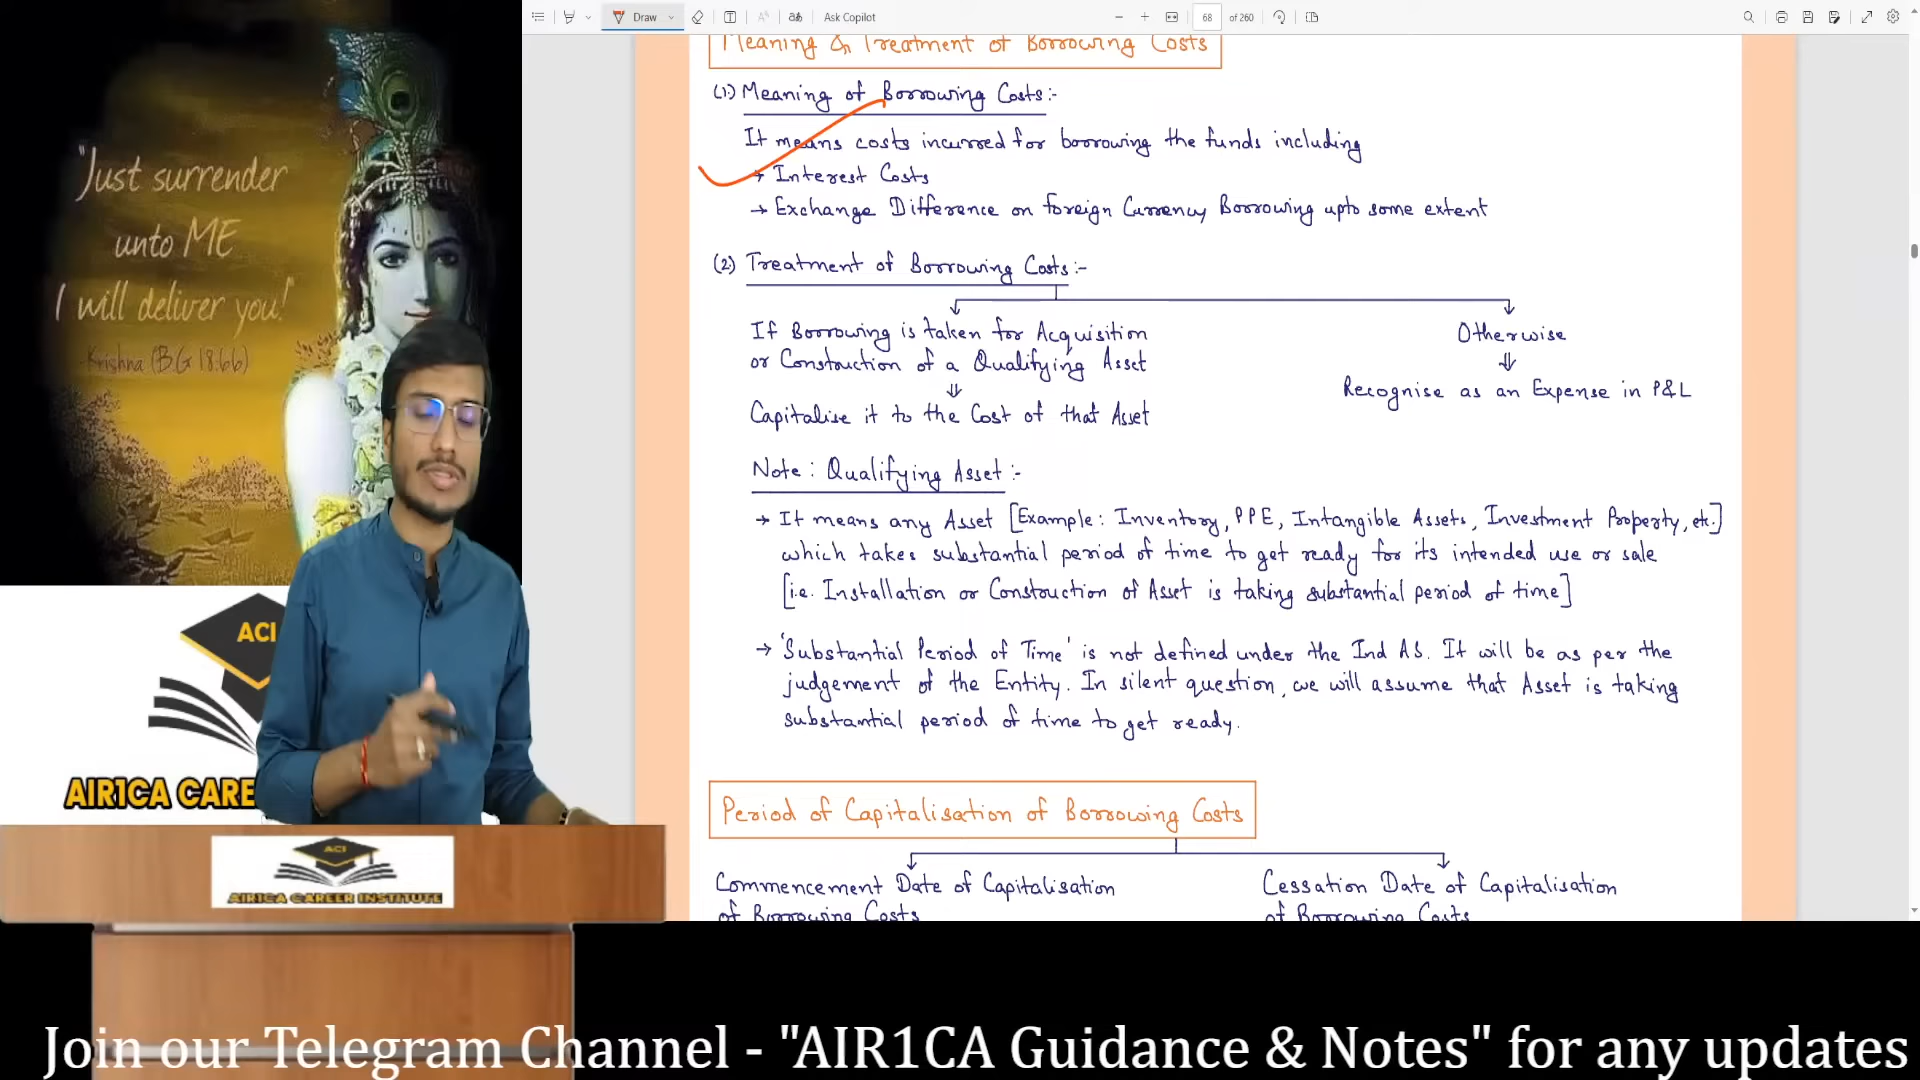 Draw
Ask Copilot
68
of 260
"Just surrender
unto ME
I will deliver you!"
-Krishna (B.G 18:66)
ACI
AIR1CA CARE
ACI
AIR1CA CAREER INSTITUTE
Meaning & Treatment of Borrowing Costs
(1.) Meaning of Borrowing Costs:-
It means costs incurred for borrowing the funds including
→ Interest Costs
→ Exchange Difference on Foreign Currency Borrowing upto some extent
(2.) Treatment of Borrowing Costs:-
If Borrowing is taken for Acquisition
or Construction of a Qualifying Asset
Capitalise it to the Cost of that Asset
Otherwise
Recognise as an Expense in P&L
Note: Qualifying Asset:-
→ It means any Asset [Example: Inventory, PPE, Intangible Assets, Investment Property, etc.]
which takes substantial period of time to get ready for its intended use or sale
[i.e. Installation or Construction of Asset is taking substantial period of time]
→ 'Substantial Period of Time' is not defined under the Ind AS. It will be as per the
judgement of the Entity. In silent question, we will assume that Asset is taking
substantial period of time to get ready.
Period of Capitalisation of Borrowing Costs
Commencement Date of Capitalisation
of Borrowing Costs
Cessation Date of Capitalisation
of Borrowing Costs
Join our Telegram Channel - "AIR1CA Guidance & Notes" for any updates